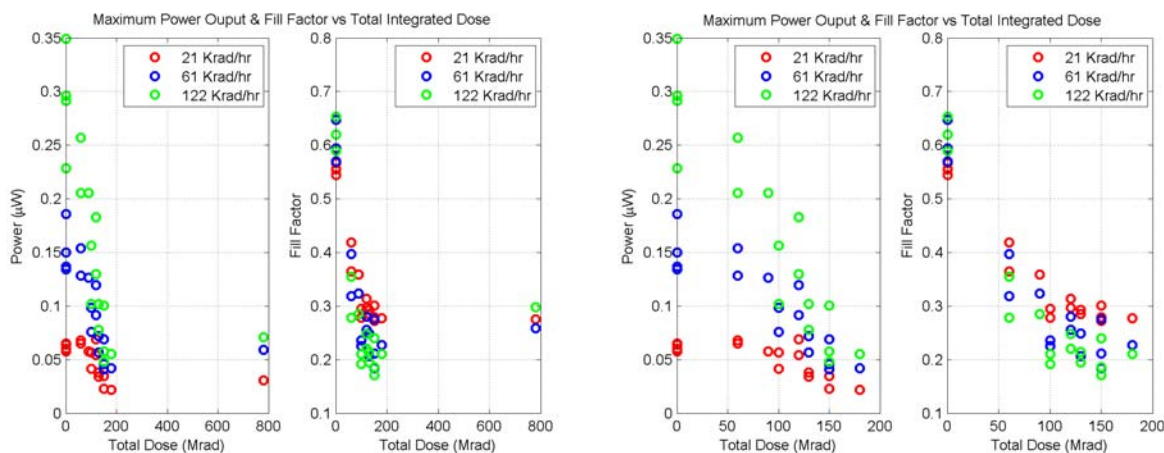 Maximum Power Ouput & Fill Factor vs Total Integrated Dose
0.35
0.3
0.25
0.2
0.15
0.1
0.05
0
Power (µW)
21 Krad/hr
61 Krad/hr
122 Krad/hr
0 200 400 600 800
Total Dose (Mrad)
0.8
0.7
0.6
0.5
0.4
0.3
0.2
0.1
Fill Factor
21 Krad/hr
61 Krad/hr
122 Krad/hr
0 200 400 600 800
Total Dose (Mrad)
Maximum Power Ouput & Fill Factor vs Total Integrated Dose
0.35
0.3
0.25
0.2
0.15
0.1
0.05
0
Power (µW)
21 Krad/hr
61 Krad/hr
122 Krad/hr
0 50 100 150 200
Total Dose (Mrad)
0.8
0.7
0.6
0.5
0.4
0.3
0.2
0.1
Fill Factor
21 Krad/hr
61 Krad/hr
122 Krad/hr
0 50 100 150 200
Total Dose (Mrad)